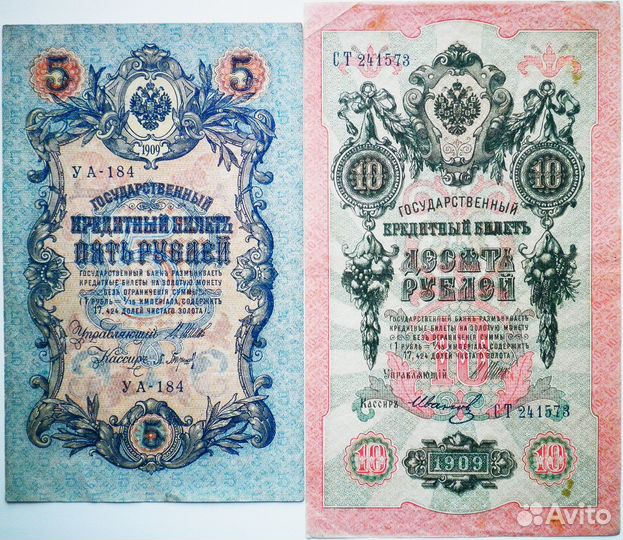 5 5
1909
УА-184
ГОСУДАРСТВЕННЫЙ
КРЕДИТНЫЙ БИЛЕТЪ
ПЯТЬ РУБЛЕЙ
ГОСУДАРСТВЕННЫЙ БАНКЪ РАЗМѢНИВАЕТЪ
КРЕДИТНЫЕ БИЛЕТЫ НА ЗОЛОТУЮ МОНЕТУ
БЕЗЪ ОГРАНИЧЕНІЯ СУММЫ
(1 РУБЛЬ = 1/15 ИМПЕРІАЛА, СОДЕРЖИТЪ
17,424 ДОЛЕЙ ЧИСТАГО ЗОЛОТА).
Управляющій
Кассиръ
УА-184
5
СТ 241573
10 10
ГОСУДАРСТВЕННЫЙ
КРЕДИТНЫЙ БИЛЕТЪ
ДЕСЯТЬ
РУБЛЕЙ
ГОСУДАРСТВЕННЫЙ БАНКЪ РАЗМѢНИВАЕТЪ
КРЕДИТНЫЕ БИЛЕТЫ НА ЗОЛОТУЮ МОНЕТУ
БЕЗЪ ОГРАНИЧЕНІЯ СУММЫ
(1 РУБЛЬ = 1/15 ИМПЕРІАЛА, СОДЕРЖИТЪ
17,424 ДОЛЕЙ ЧИСТАГО ЗОЛОТА).
10
Управляющій
Кассиръ
СТ 241573
10 1909 10
Avito